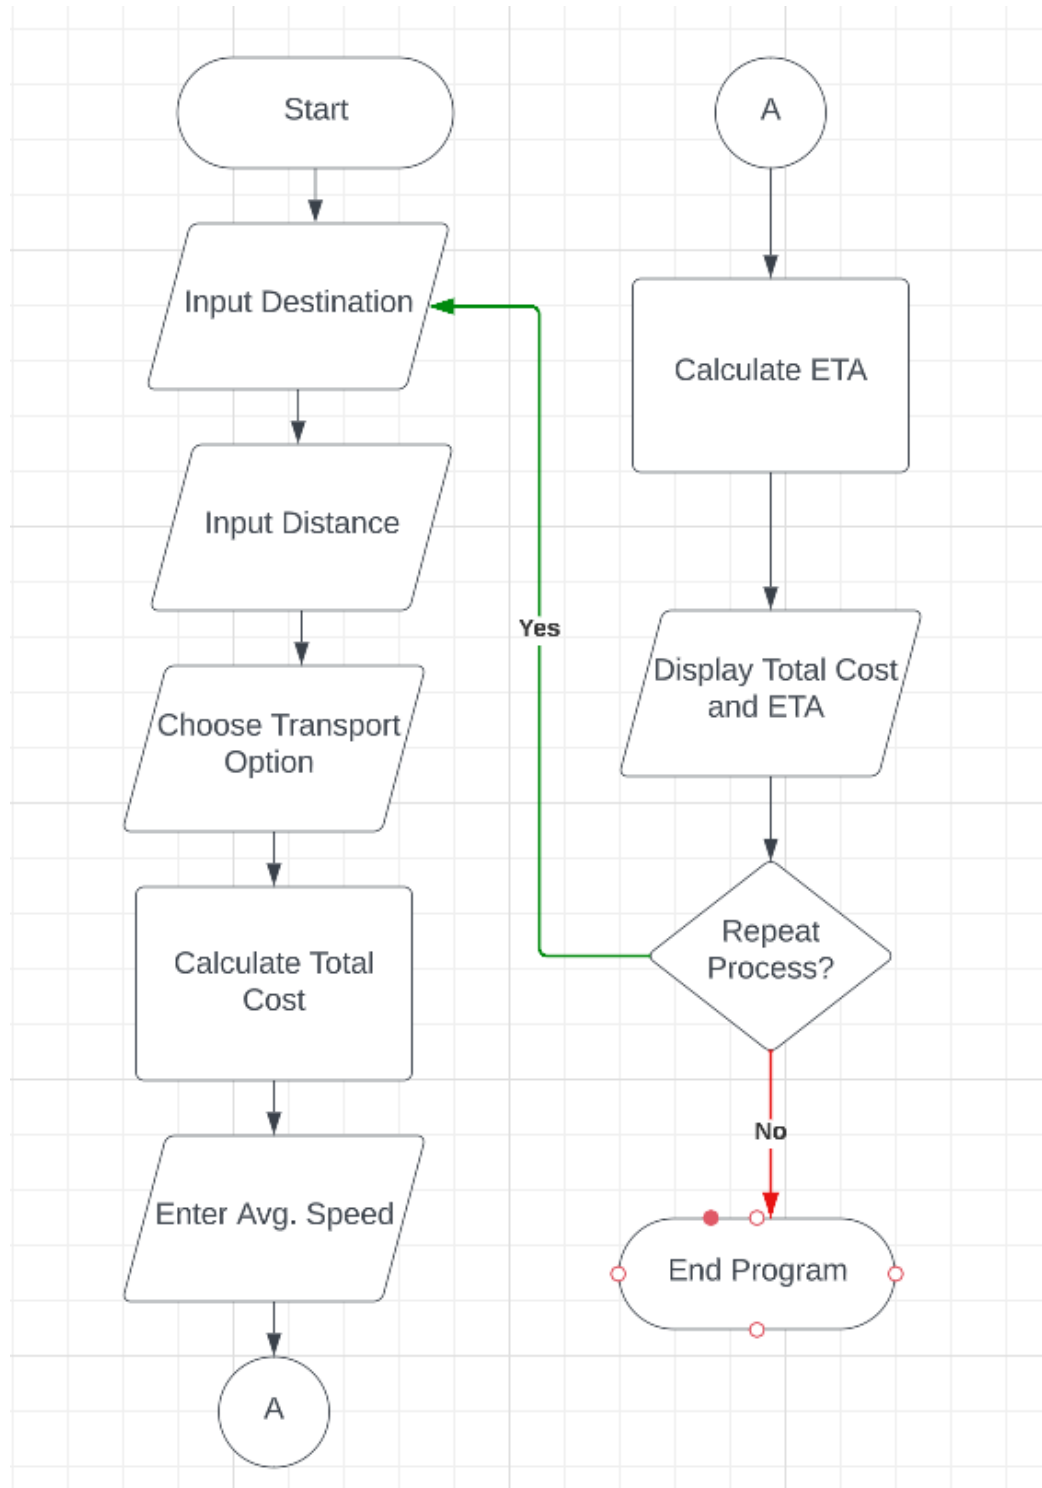 Start
Input Destination
Input Distance
Choose Transport
Option
Calculate Total
Cost
Enter Avg. Speed
A
Yes
A
Calculate ETA
Display Total Cost
and ETA
Repeat
Process?
No
End Program